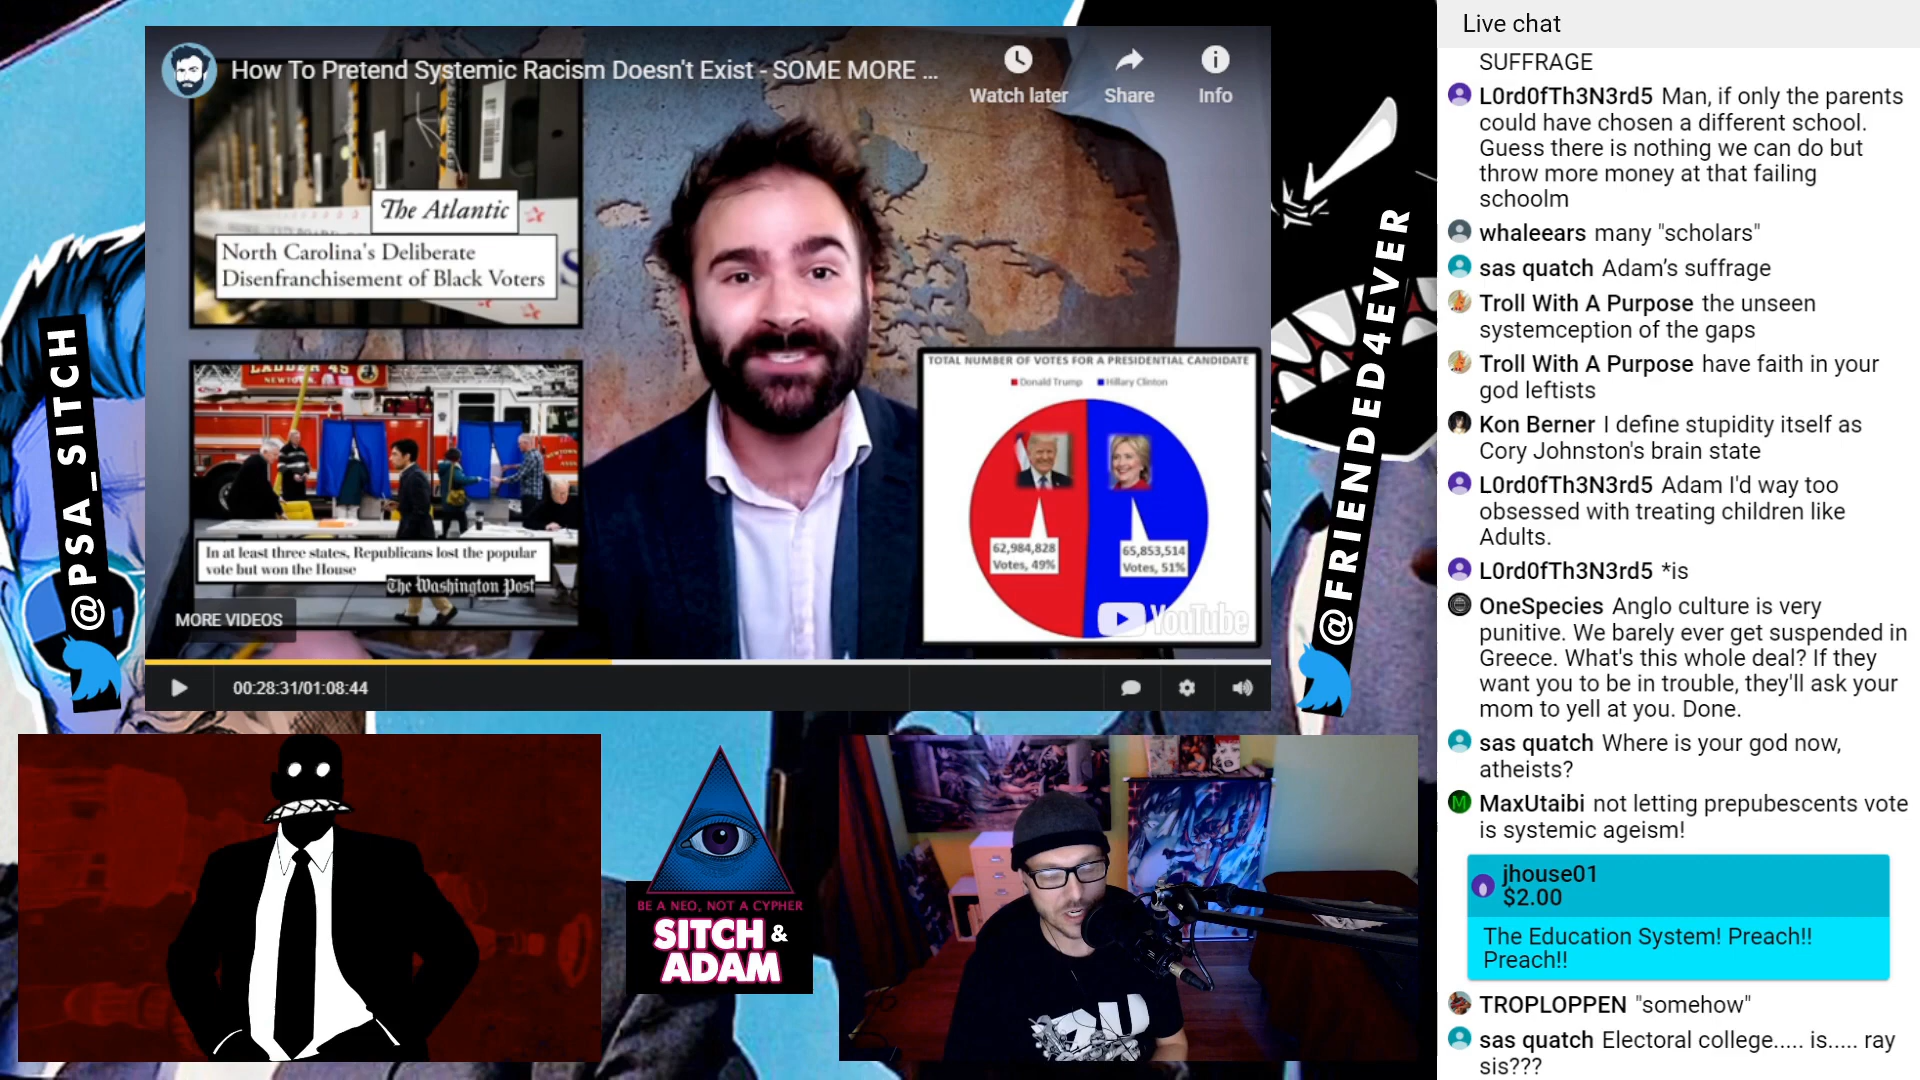 How To Pretend Systemic Racism Doesn't Exist - SOME MORE ...
Watch later
Share
Info
The Atlantic
North Carolina's Deliberate
Disenfranchisement of Black Voters
LADDER 45
In at least three states, Republicans lost the popular
vote but won the House
The Washington Post
TOTAL NUMBER OF VOTES FOR A PRESIDENTIAL CANDIDATE
Donald Trump
Hillary Clinton
62,984,828
Votes, 49%
65,853,514
Votes, 51%
YouTube
MORE VIDEOS
00:28:31/01:08:44
@PSA_SITCH
@FRIENDED4EVER
BE A NEO, NOT A CYPHER
SITCH &
ADAM
Live chat
SUFFRAGE
L0rd0fTh3N3rd5 Man, if only the parents
could have chosen a different school.
Guess there is nothing we can do but
throw more money at that failing
schoolm
whaleears many "scholars"
sas quatch Adam's suffrage
Troll With A Purpose the unseen
systemception of the gaps
Troll With A Purpose have faith in your
god leftists
Kon Berner I define stupidity itself as
Cory Johnston's brain state
L0rd0fTh3N3rd5 Adam I'd way too
obsessed with treating children like
Adults.
L0rd0fTh3N3rd5 *is
OneSpecies Anglo culture is very
punitive. We barely ever get suspended in
Greece. What's this whole deal? If they
want you to be in trouble, they'll ask your
mom to yell at you. Done.
sas quatch Where is your god now,
atheists?
M
MaxUtaibi not letting prepubescents vote
is systemic ageism!
jhouse01
$2.00
The Education System! Preach!!
Preach!!
TROPLOPPEN "somehow"
sas quatch Electoral college..... is..... ray
sis???